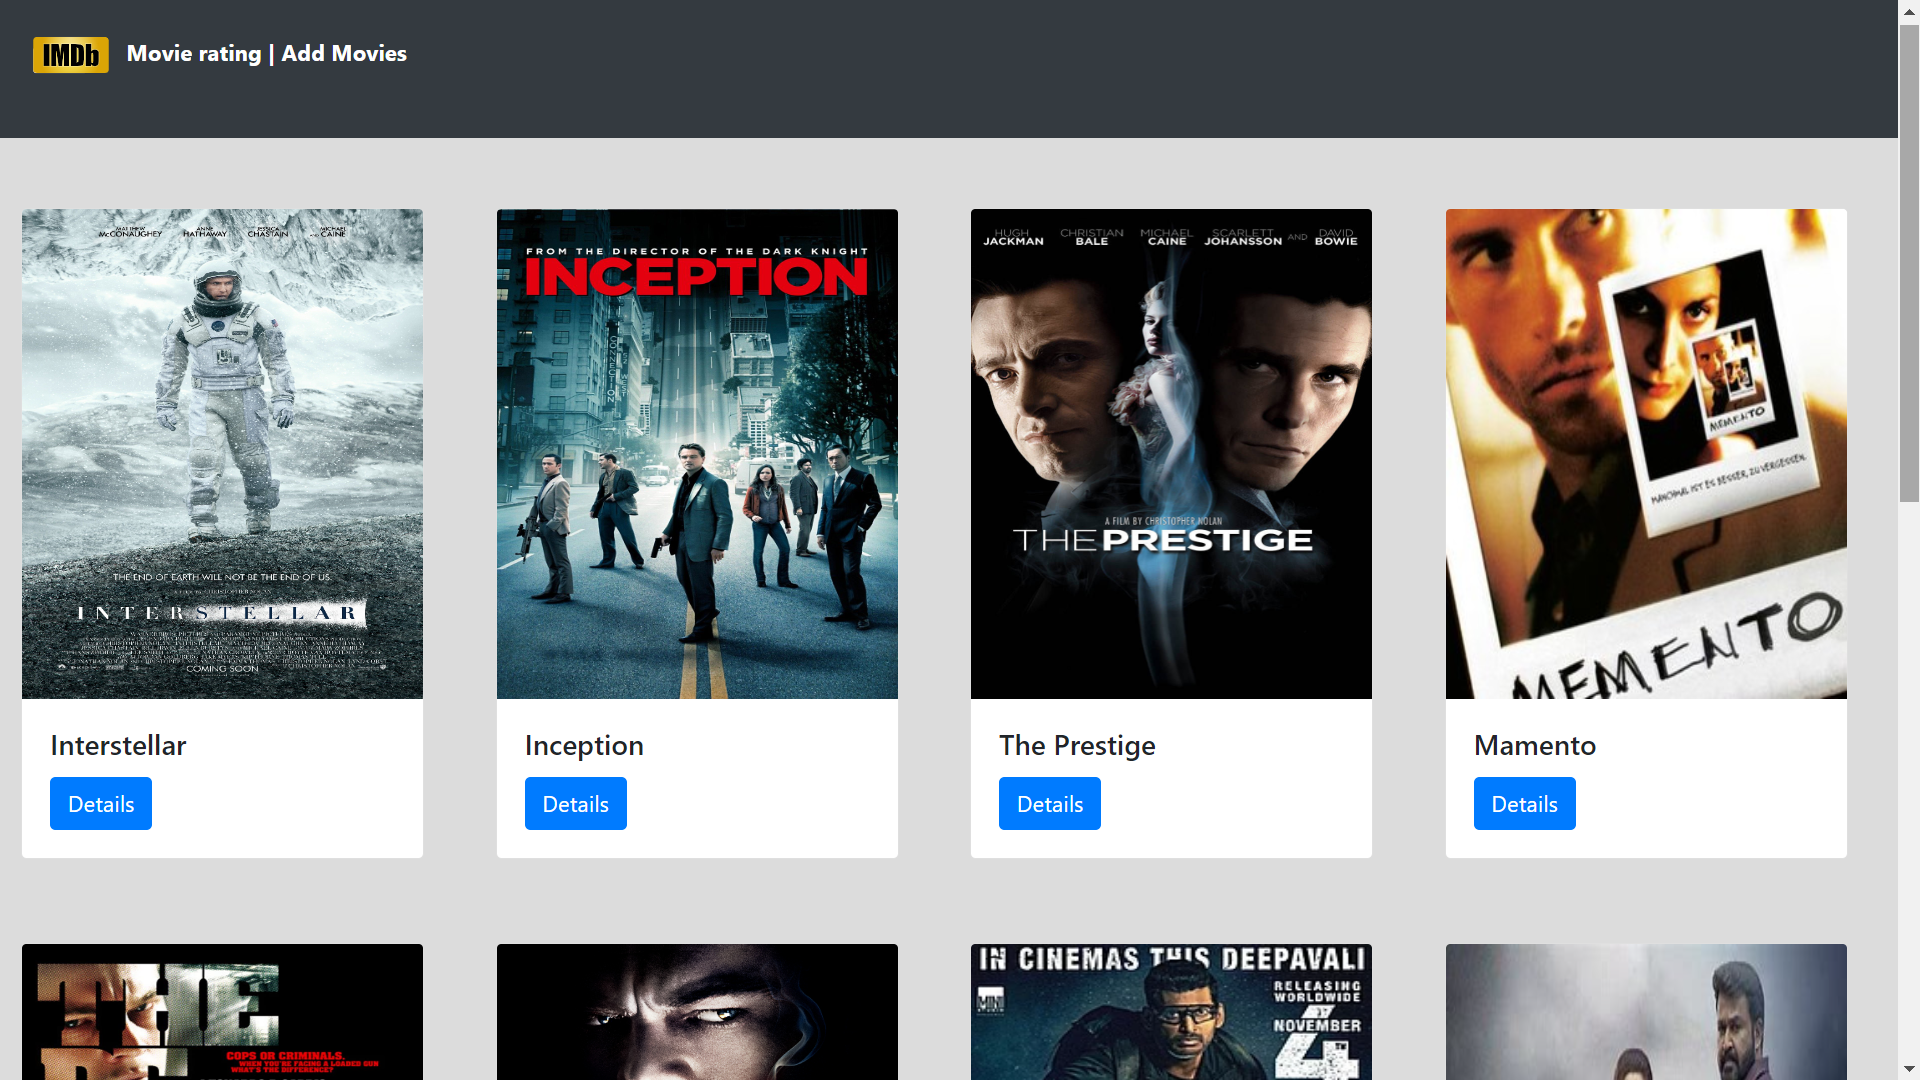 IMDb
Movie rating | Add Movies
MATTHEW McCONAUGHEY ANNE HATHAWAY JESSICA CHASTAIN AND MICHAEL CAINE
THE END OF EARTH WILL NOT BE THE END OF US.
INTERSTELLAR
COMING SOON
FROM THE DIRECTOR OF THE DARK KNIGHT
INCEPTION
HUGH JACKMAN CHRISTIAN BALE MICHAEL CAINE SCARLETT JOHANSSON AND DAVID BOWIE
A FILM BY CHRISTOPHER NOLAN
THE PRESTIGE
MEMENTO
MANCHMAL IST ES BESSER, ZU VERGESSEN.
MEMENTO
Interstellar
Details
Inception
Details
The Prestige
Details
Mamento
Details
THE
COPS OR CRIMINALS.
WHEN YOU'RE FACING A LOADED GUN
WHAT'S THE DIFFERENCE?
IN CINEMAS THIS DEEPAVALI
MINI
RELEASING
WORLDWIDE
NOVEMBER
4TH